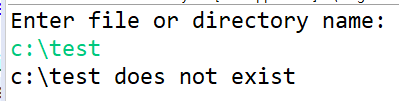 Enter file or directory name:
c:\test
c:\test does not exist